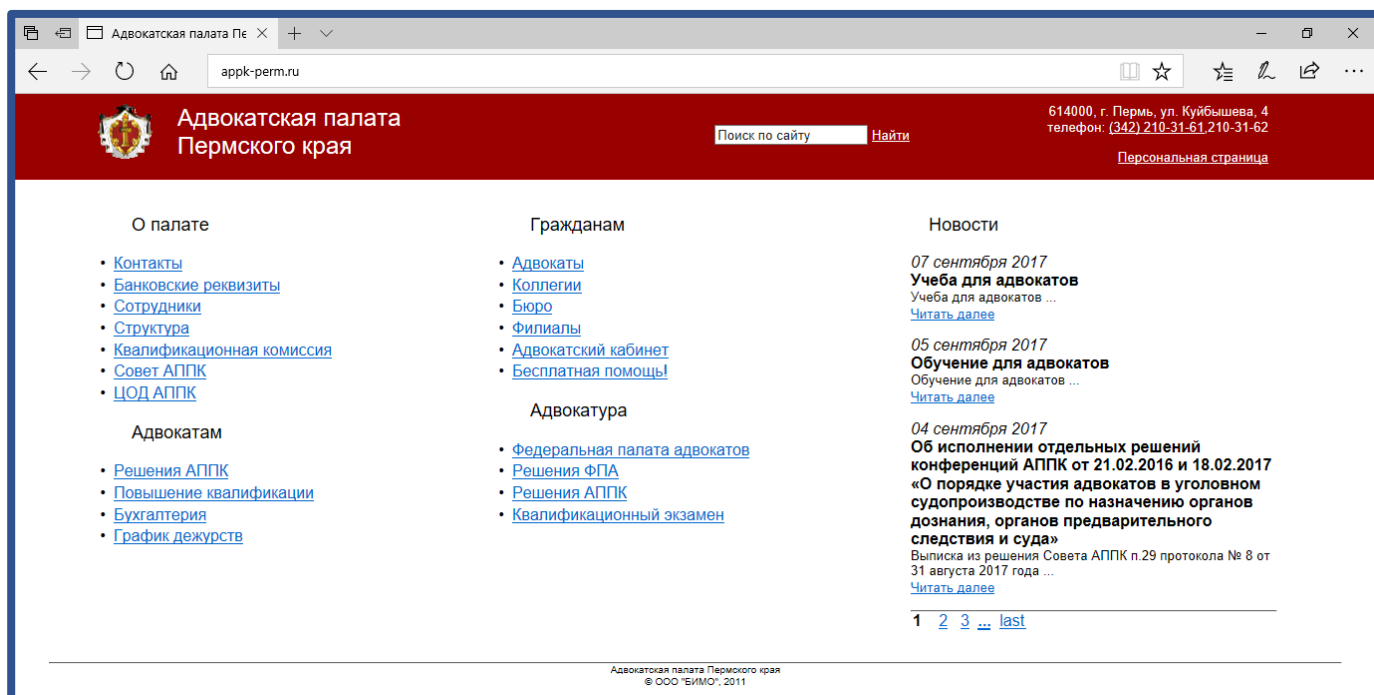 Адвокатская палата Пе
appk-perm.ru
Адвокатская палата
Пермского края
Поиск по сайту Найти
614000, г. Пермь, ул. Куйбышева, 4
телефон: (342) 210-31-61,210-31-62
Персональная страница
О палате
• Контакты
• Банковские реквизиты
• Сотрудники
• Структура
• Квалификационная комиссия
• Совет АППК
• ЦОД АППК
Адвокатам
• Решения АППК
• Повышение квалификации
• Бухгалтерия
• График дежурств
Гражданам
• Адвокаты
• Коллегии
• Бюро
• Филиалы
• Адвокатский кабинет
• Бесплатная помощь!
Адвокатура
• Федеральная палата адвокатов
• Решения ФПА
• Решения АППК
• Квалификационный экзамен
Новости
07 сентября 2017
Учеба для адвокатов
Учеба для адвокатов ...
Читать далее
05 сентября 2017
Обучение для адвокатов
Обучение для адвокатов ...
Читать далее
04 сентября 2017
Об исполнении отдельных решений
конференций АППК от 21.02.2016 и 18.02.2017
«О порядке участия адвокатов в уголовном
судопроизводстве по назначению органов
дознания, органов предварительного
следствия и суда»
Выписка из решения Совета АППК п.29 протокола № 8 от
31 августа 2017 года ...
Читать далее
1 2 3 ... last
Адвокатская палата Пермского края
© ООО "БИМО", 2011